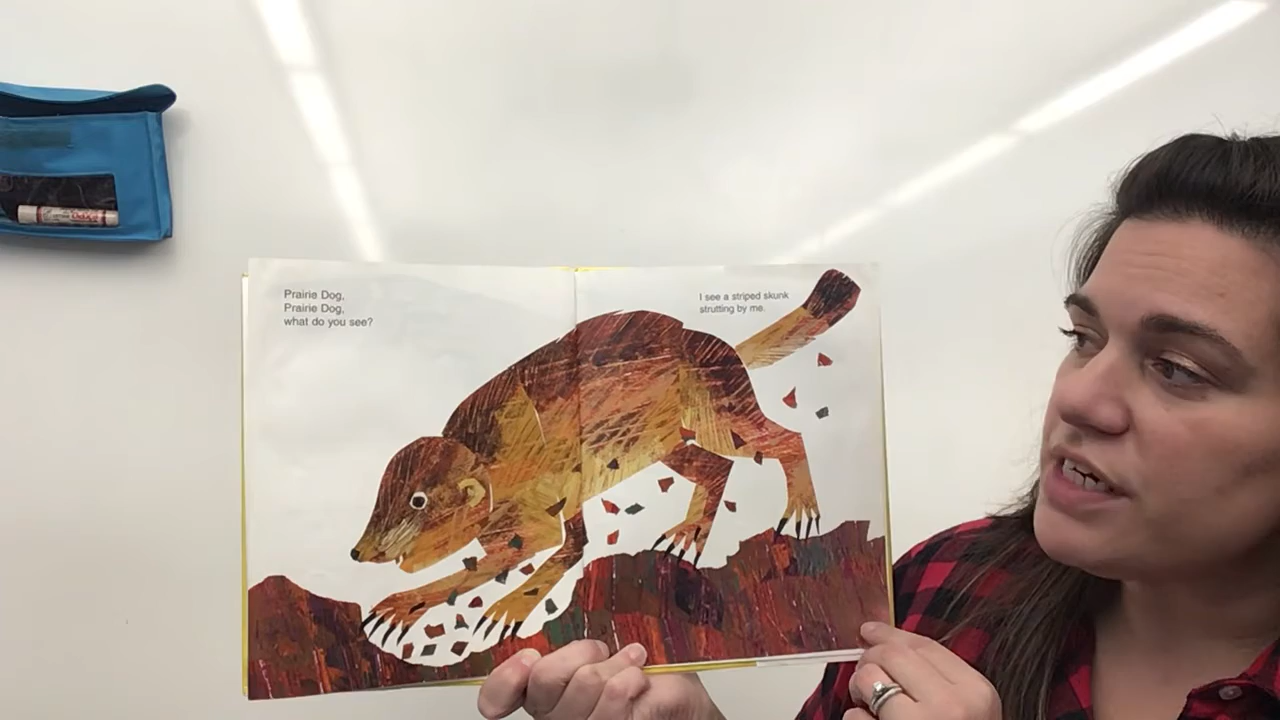 Prairie Dog,
Prairie Dog,
what do you see?
I see a striped skunk
strutting by me.